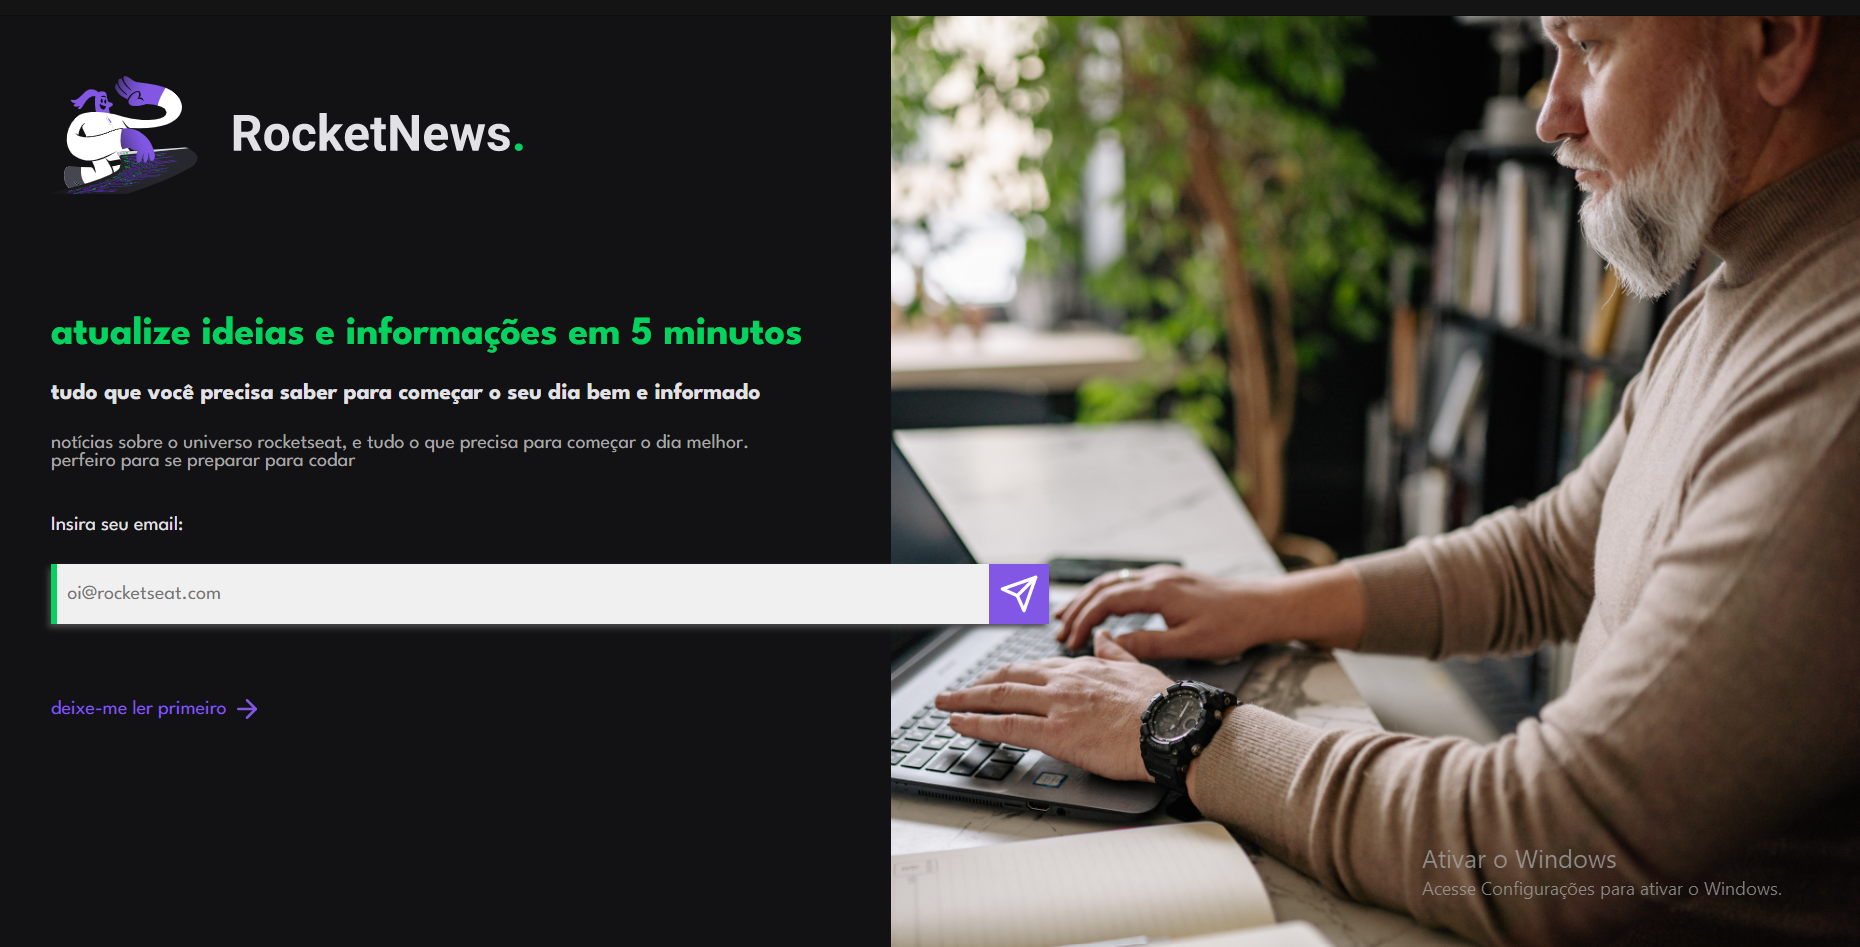 RocketNews.
atualize ideias e informações em 5 minutos
tudo que você precisa saber para começar o seu dia bem e informado
notícias sobre o universo rocketseat, e tudo o que precisa para começar o dia melhor.
perfeiro para se preparar para codar
Insira seu email:
oi@rocketseat.com
deixe-me ler primeiro
Ativar o Windows
Acesse Configurações para ativar o Windows.